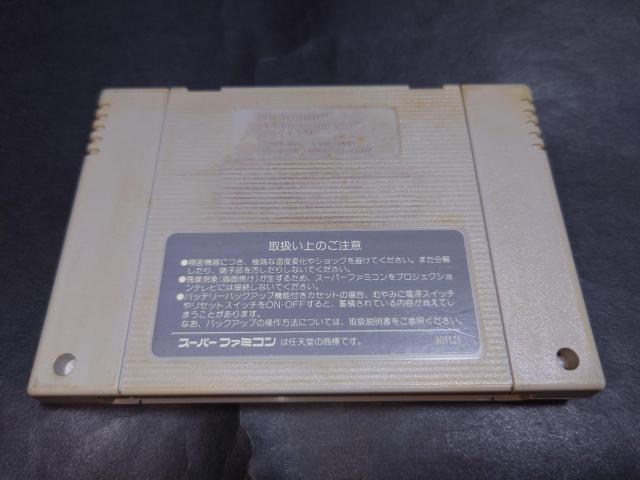 取扱い上のご注意
●精密機器につき、極端な温度変化やショックを避けてください。また分解
したり、端子部を汚したりしないでください。
●残像現象(画面焼け)が生ずるため、スーパーファミコンをプロジェクショ
ンテレビには接続しないでください。
●バッテリーバックアップ機能付きカセットの場合、むやみに電源スイッチ
やリセットスイッチをON・OFFすると、蓄積されている内容が消えてし
まうことがあります。
なお、バックアップの操作方法については、取扱説明書をご参照ください。
スーパーファミコン は任天堂の商標です。 901121